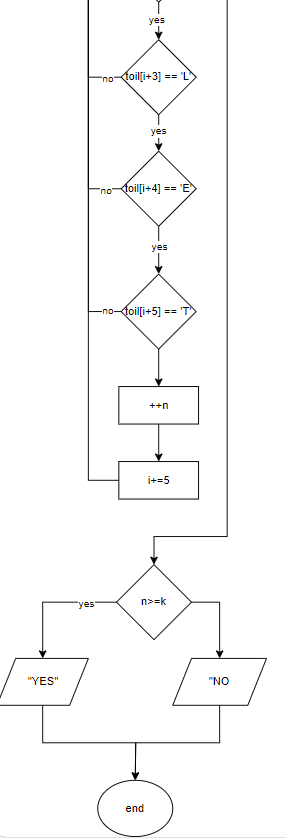 yes
no
toil[i+3] == 'L'
yes
no
toil[i+4] == 'E'
yes
no
toil[i+5] == 'T'
++n
i+=5
yes
n>=k
"YES"
"NO
end